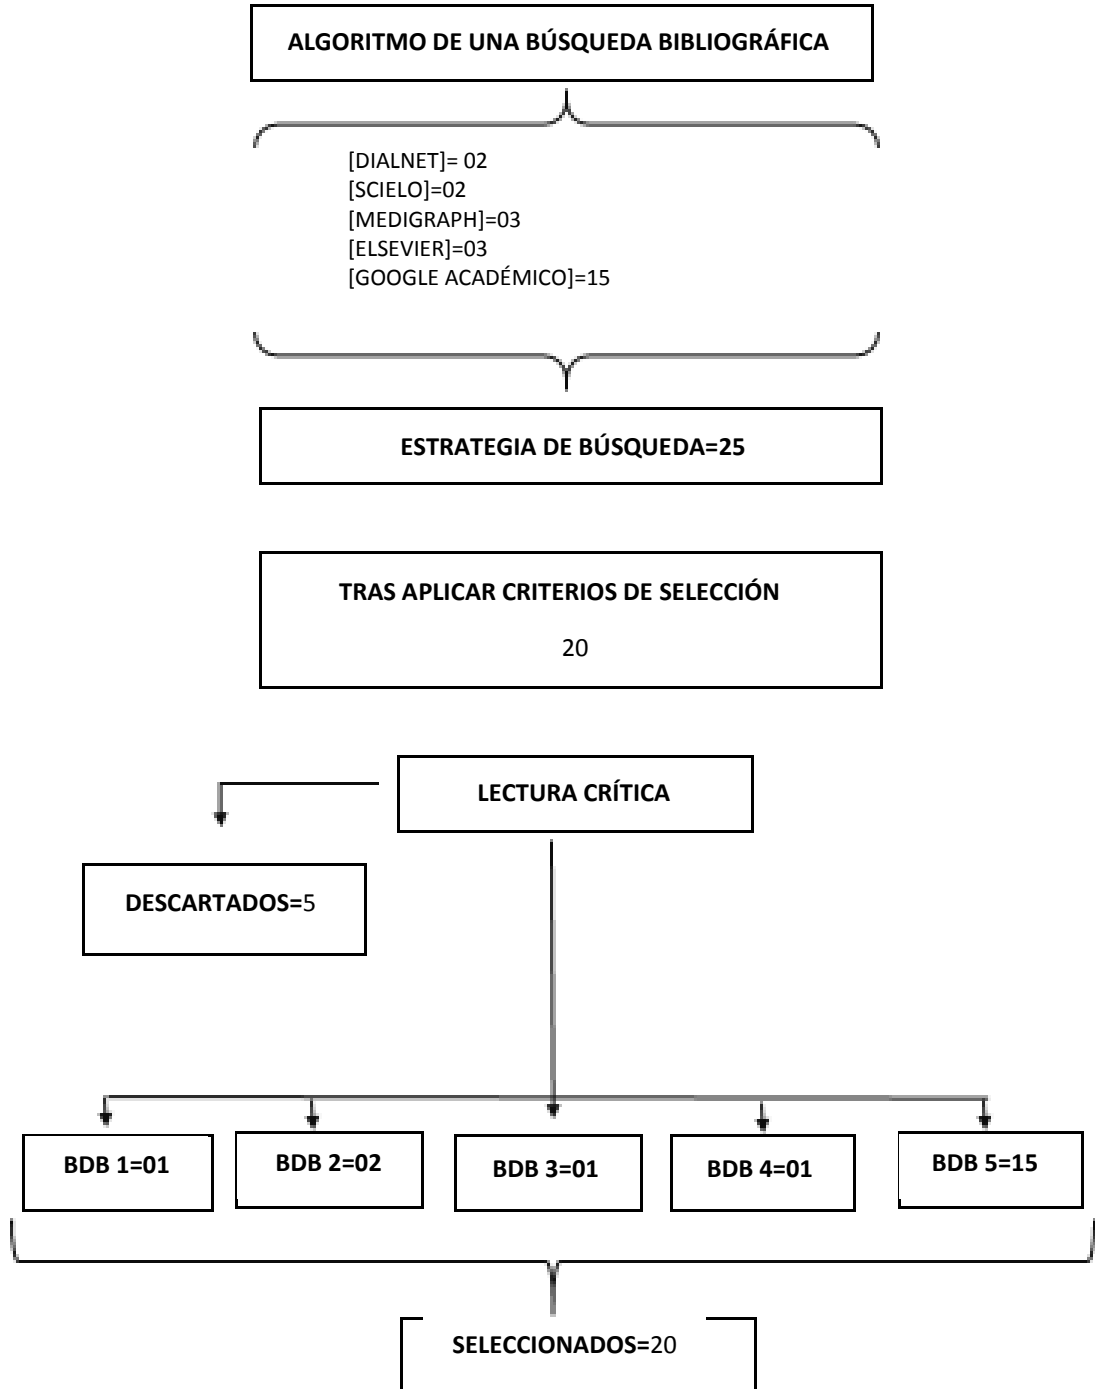 ALGORITMO DE UNA BÚSQUEDA BIBLIOGRÁFICA
[DIALNET]= 02
[SCIELO]=02
[MEDIGRAPH]=03
[ELSEVIER]=03
[GOOGLE ACADÉMICO]=15
ESTRATEGIA DE BÚSQUEDA=25
TRAS APLICAR CRITERIOS DE SELECCIÓN
20
LECTURA CRÍTICA
DESCARTADOS=5
BDB 1=01
BDB 2=02
BDB 3=01
BDB 4=01
BDB 5=15
SELECCIONADOS=20